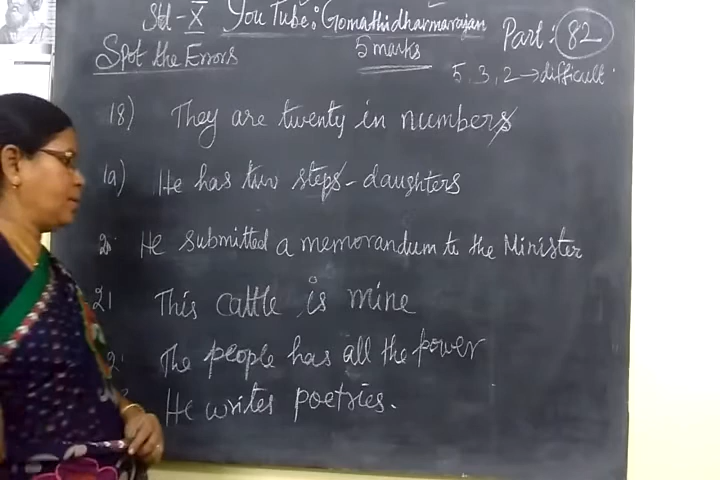 Std - X YouTube: Gomathidharmarajan Part: 82
Spot the Errors 5 marks
5, 3, 2 → difficult
18) They are twenty in numbers
19) He has two steps-daughters
20 He submitted a memorandum to the Minister
21 This cattle is mine
2 The people has all the power
He writes poetries.